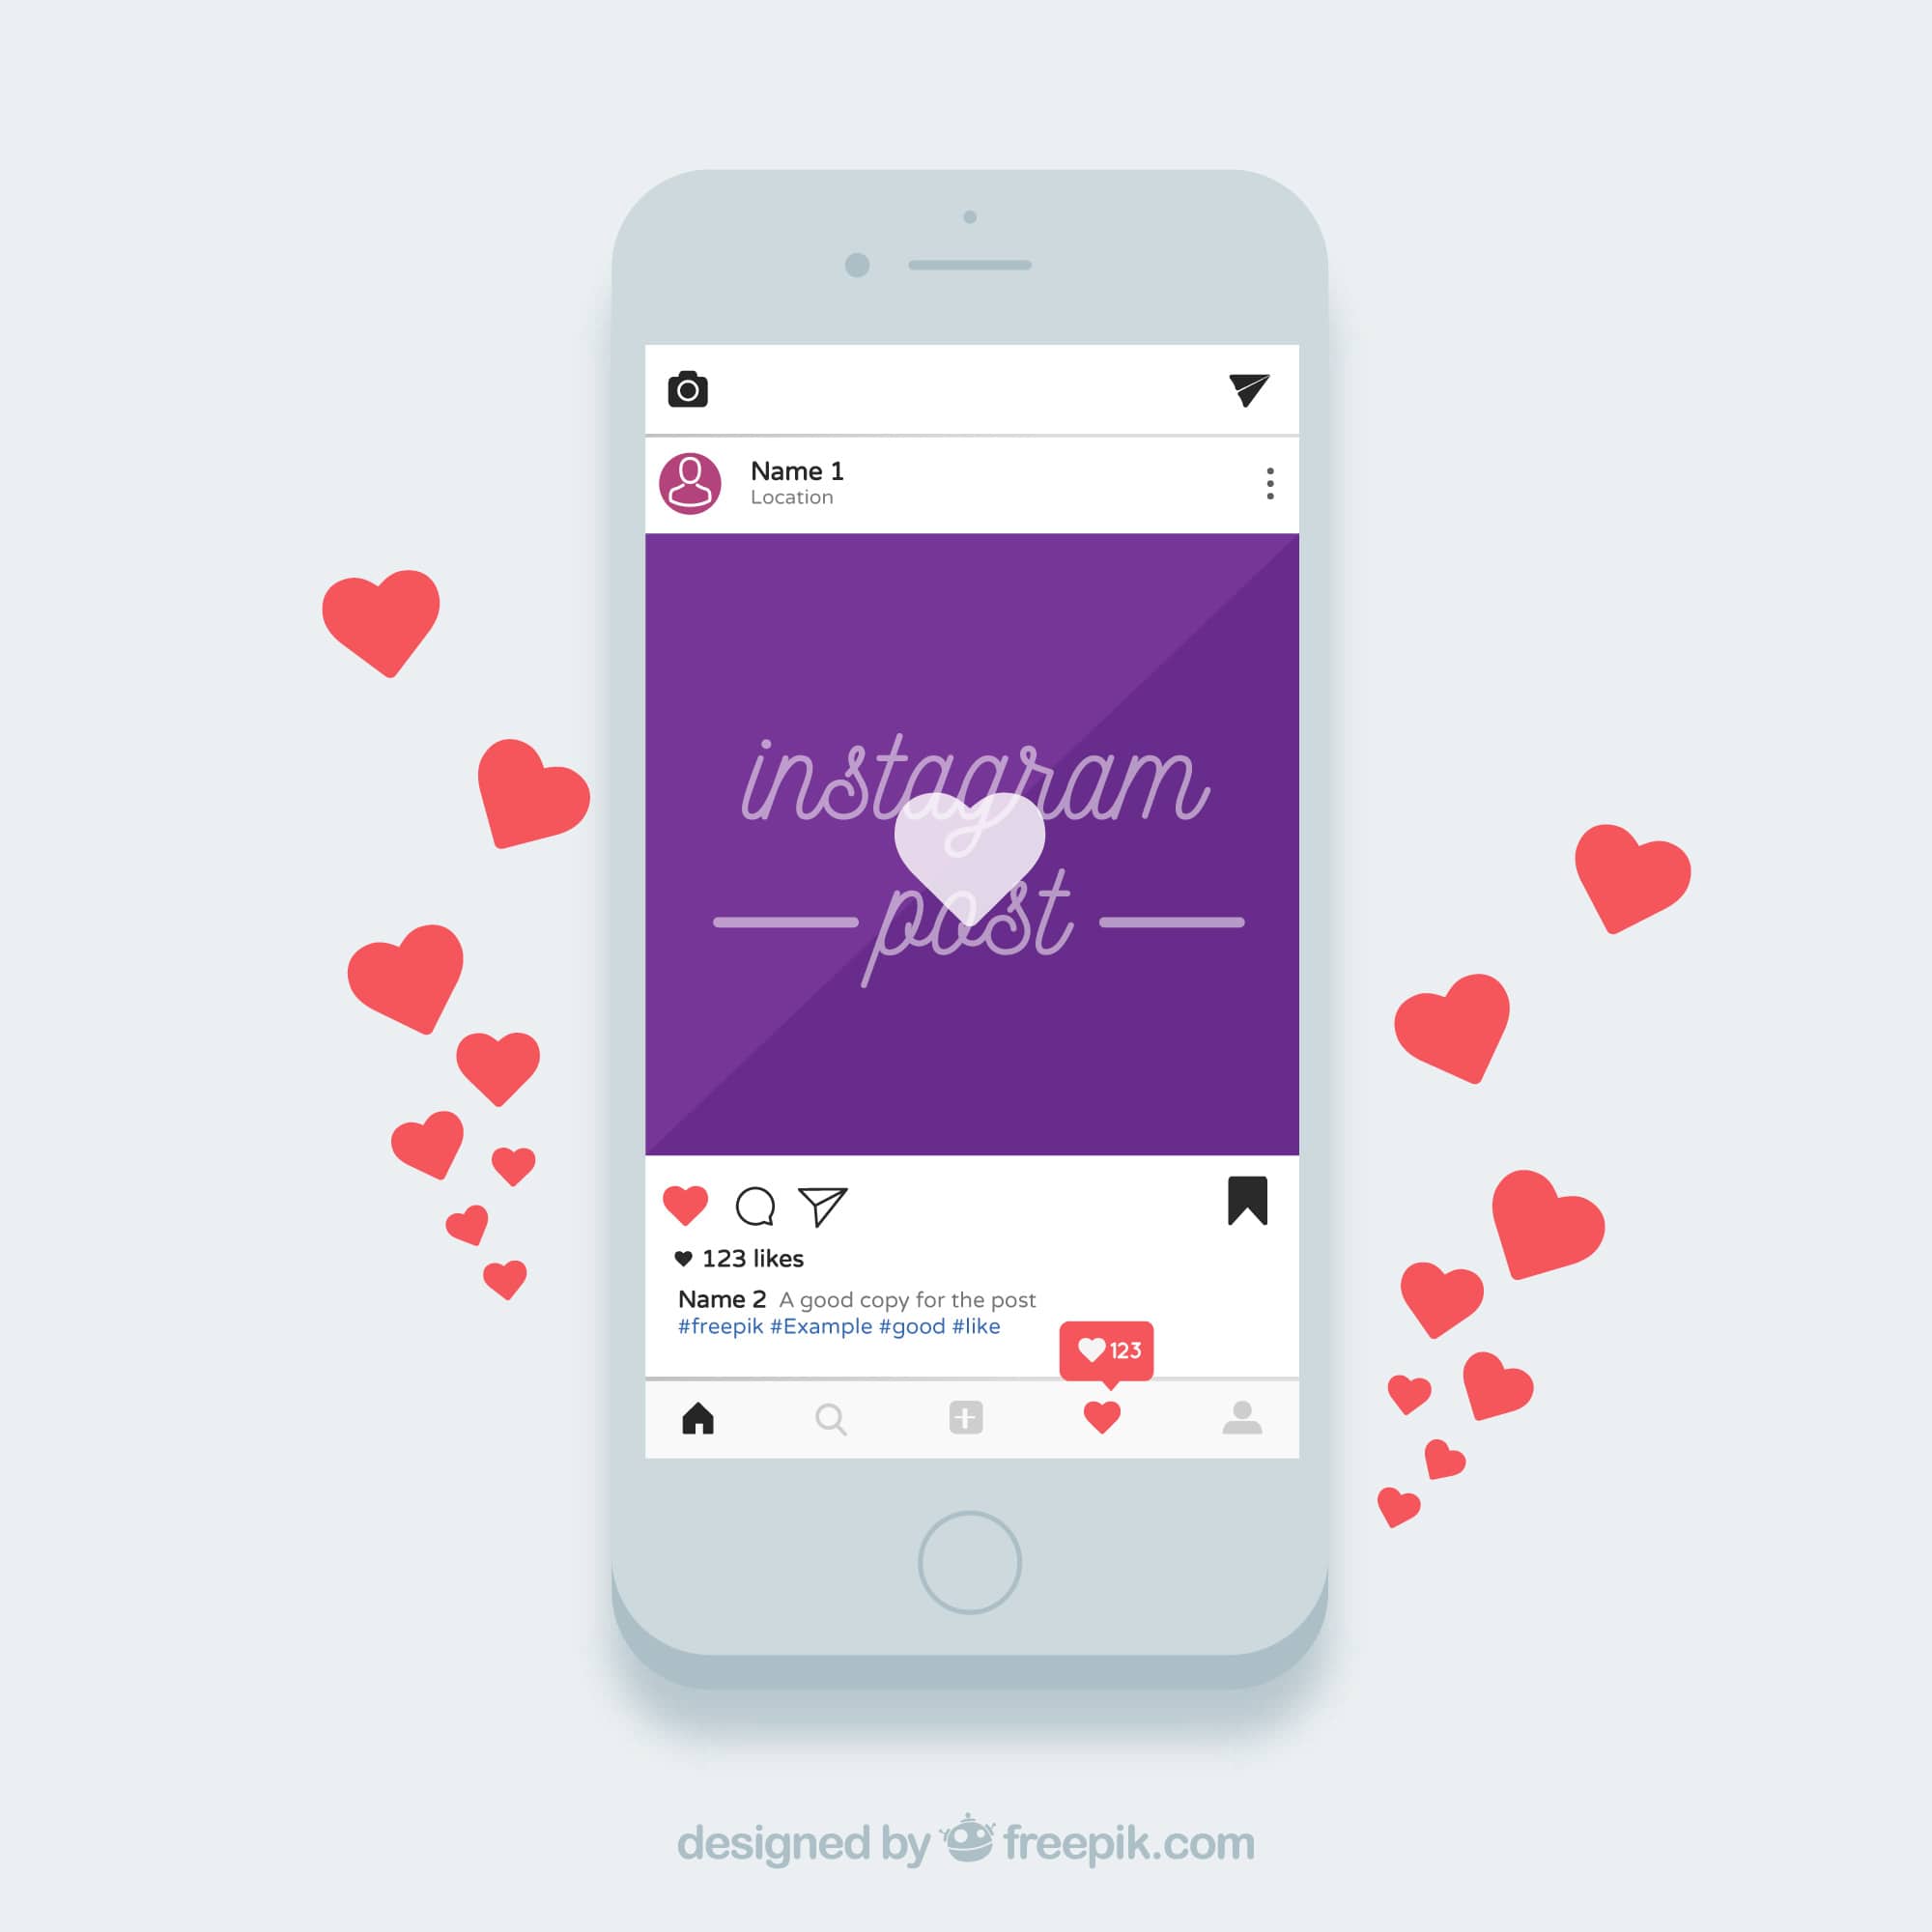 Name 1
Location
instagram
post
123 likes
Name 2 A good copy for the post
#freepik #Example #good #like
123
designed by freepik.com